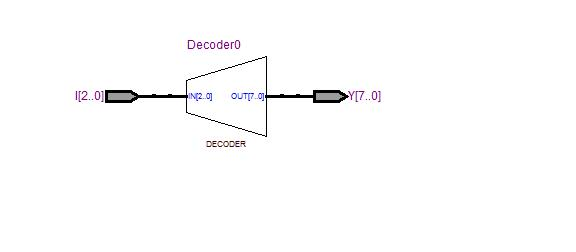 Decoder0
I[2..0]
IN[2..0]
OUT[7..0]
Y[7..0]
DECODER